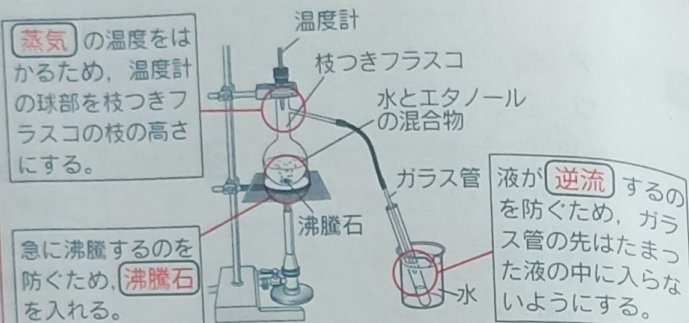 蒸気の温度をは
かるため，温度計
の球部を枝つきフ
ラスコの枝の高さ
にする。
温度計
枝つきフラスコ
水とエタノール
の混合物
ガラス管
沸騰石
水
急に沸騰するのを
防ぐため，沸騰石
を入れる。
液が逆流するの
を防ぐため，ガラ
ス管の先はたまっ
た液の中に入らな
いようにする。